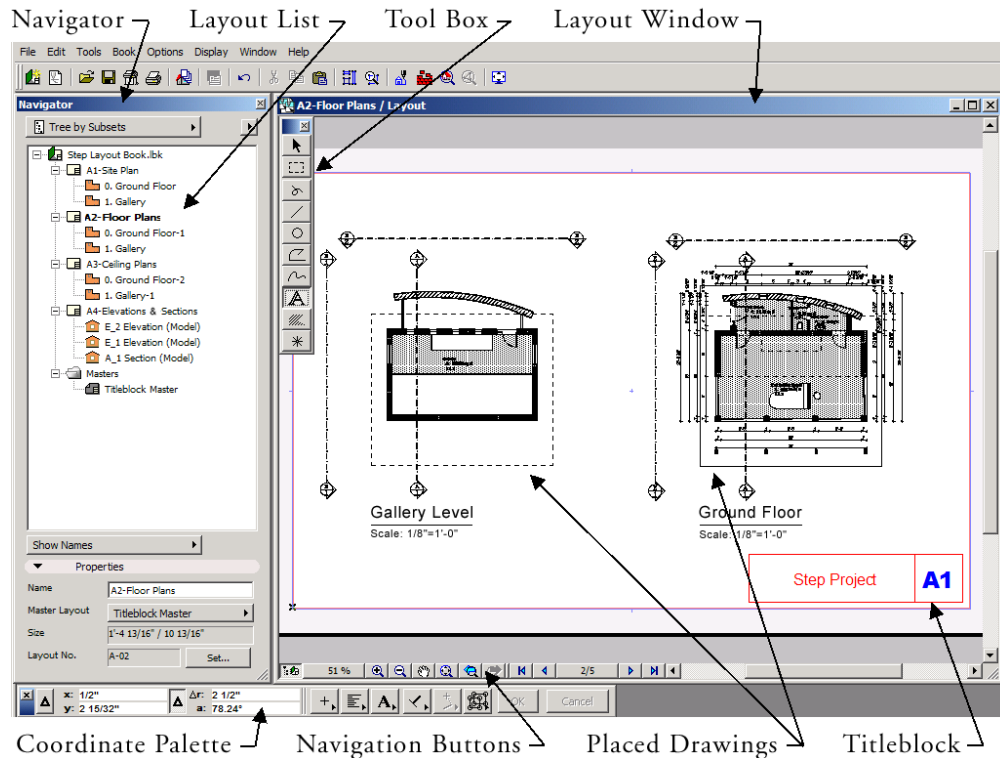 Navigator Layout List Tool Box Layout Window
File Edit Tools Book Options Display Window Help
Navigator
Tree by Subsets
Step Layout Book.lbk
A1-Site Plan
0. Ground Floor
1. Gallery
A2-Floor Plans
0. Ground Floor-1
1. Gallery
A3-Ceiling Plans
0. Ground Floor-2
1. Gallery-1
A4-Elevations & Sections
E_2 Elevation (Model)
E_1 Elevation (Model)
A_1 Section (Model)
Masters
Titleblock Master
Show Names
Properties
Name A2-Floor Plans
Master Layout Titleblock Master
Size 1'-4 13/16" / 10 13/16"
Layout No. A-02 Set...
A2-Floor Plans / Layout
Gallery Level
Scale: 1/8"=1'-0"
Ground Floor
Scale: 1/8"=1'-0"
Step Project A1
51 % 2/5
x: 1/2" Δr: 2 1/2"
y: 2 15/32" a: 78.24°
OK Cancel
Coordinate Palette Navigation Buttons Placed Drawings Titleblock